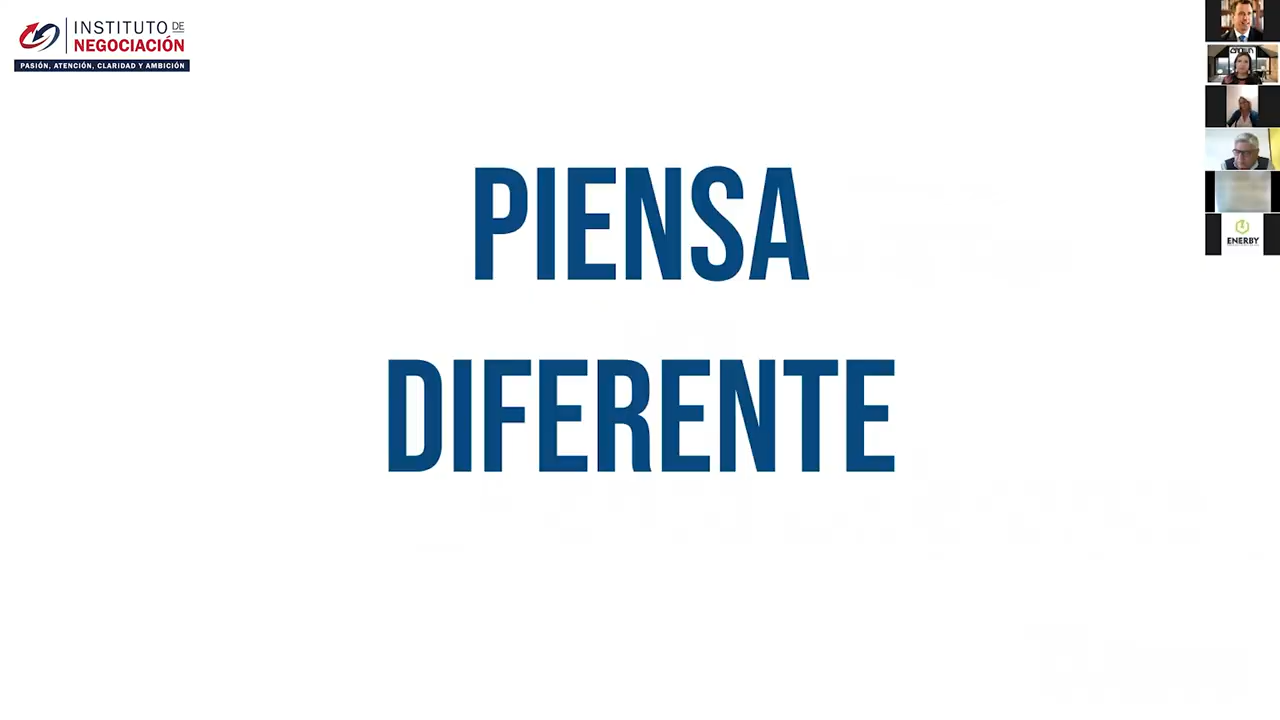 INSTITUTO DE
NEGOCIACIÓN
PASIÓN, ATENCIÓN, CLARIDAD Y AMBICIÓN
PIENSA
DIFERENTE
ENERBY